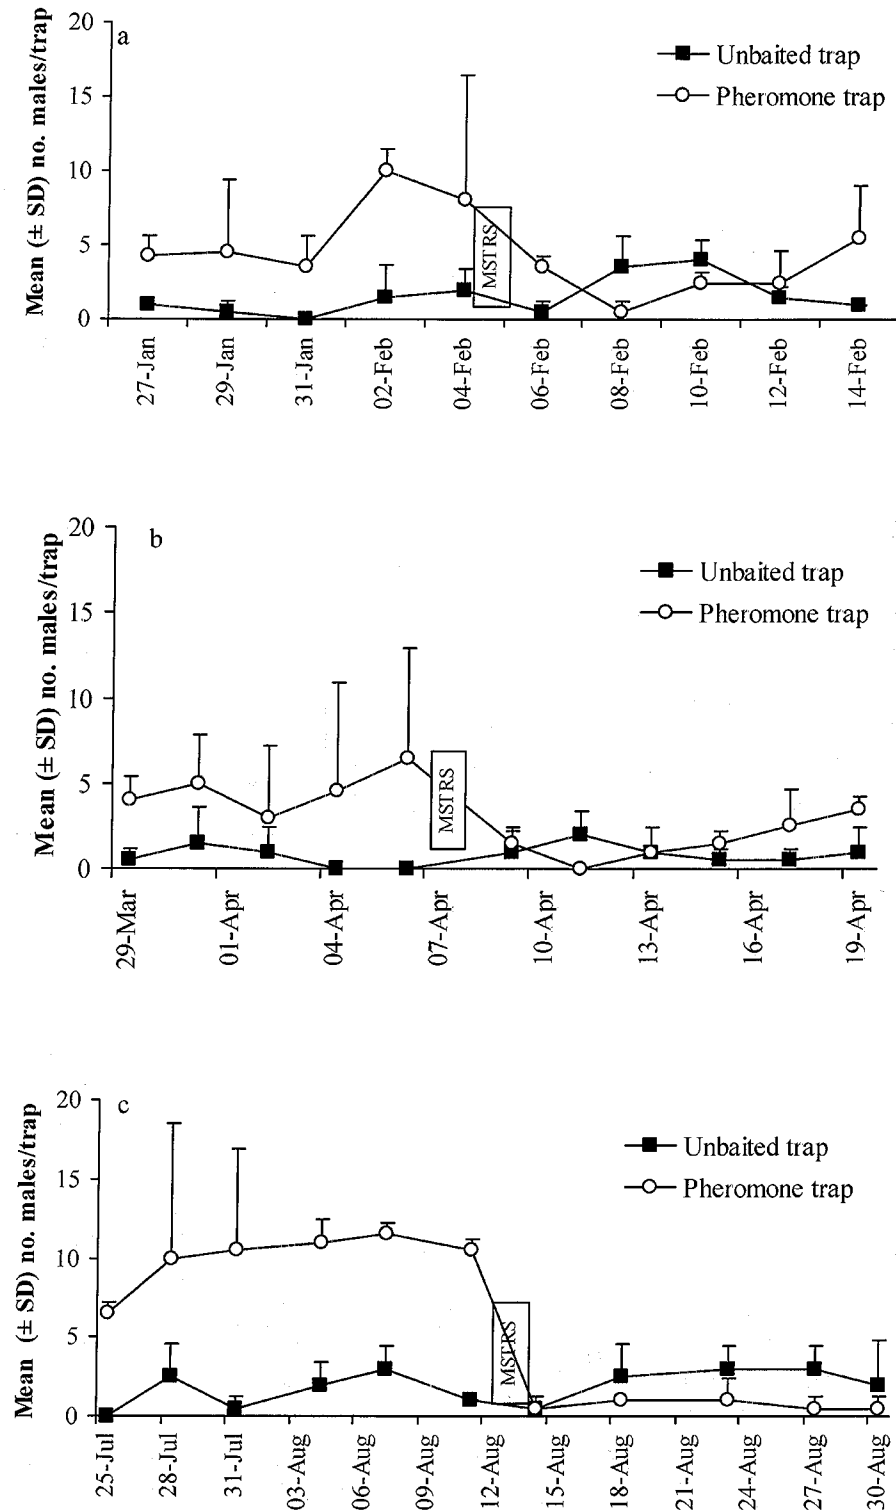 a
Mean (± SD) no. males/trap
20
15
10
5
0
Unbaited trap
Pheromone trap
MSTRS
27-Jan
29-Jan
31-Jan
02-Feb
04-Feb
06-Feb
08-Feb
10-Feb
12-Feb
14-Feb
b
Mean (± SD) no. males/trap
20
15
10
5
0
Unbaited trap
Pheromone trap
MSTRS
29-Mar
01-Apr
04-Apr
07-Apr
10-Apr
13-Apr
16-Apr
19-Apr
c
Mean (± SD) no. males/trap
20
15
10
5
0
Unbaited trap
Pheromone trap
MSTRS
25-Jul
28-Jul
31-Jul
03-Aug
06-Aug
09-Aug
12-Aug
15-Aug
18-Aug
21-Aug
24-Aug
27-Aug
30-Aug